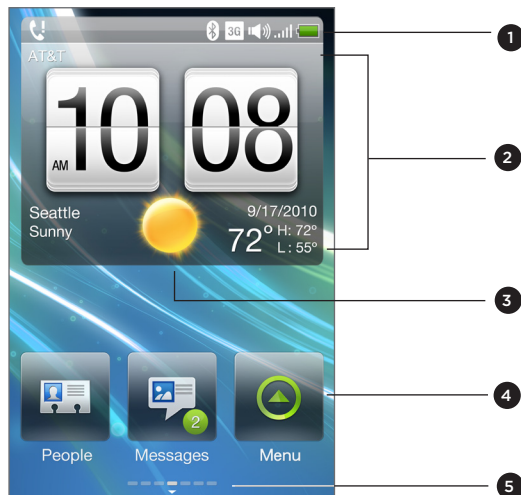 3G
1
AT&T
10 08
AM
2
Seattle
Sunny
9/17/2010
72° H: 72°
L: 55°
3
4
2
People Messages Menu
5